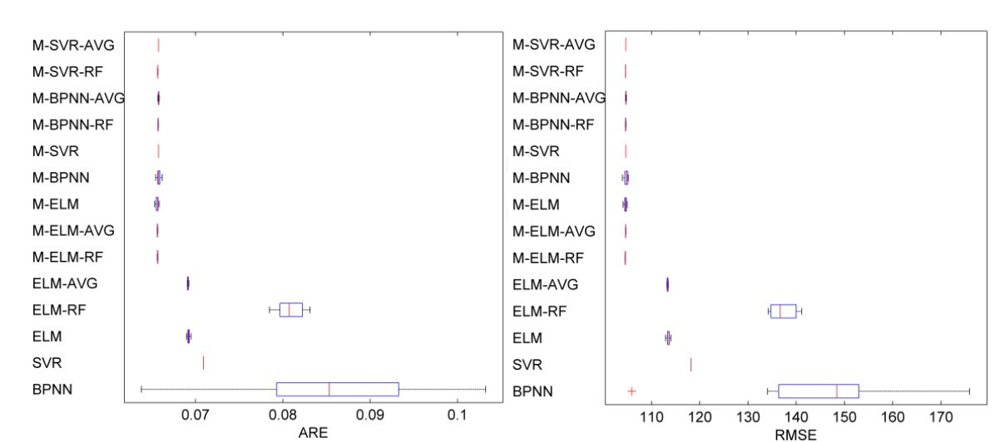 M-SVR-AVG
M-SVR-RF
M-BPNN-AVG
M-BPNN-RF
M-SVR
M-BPNN
M-ELM
M-ELM-AVG
M-ELM-RF
ELM-AVG
ELM-RF
ELM
SVR
BPNN
0.07 0.08 0.09 0.1
ARE
M-SVR-AVG
M-SVR-RF
M-BPNN-AVG
M-BPNN-RF
M-SVR
M-BPNN
M-ELM
M-ELM-AVG
M-ELM-RF
ELM-AVG
ELM-RF
ELM
SVR
BPNN
110 120 130 140 150 160 170
RMSE